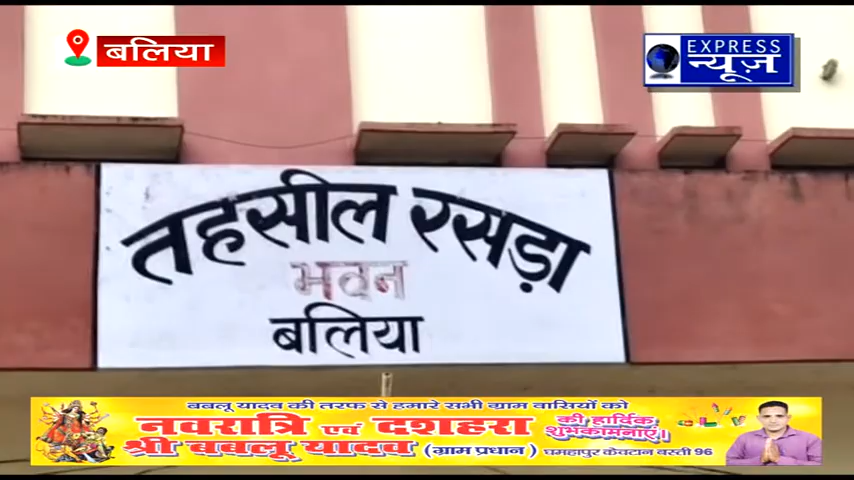 बलिया
EXPRESS
न्यूज़
तहसील रसड़ा
भवन
बलिया
बबलू यादव की तरफ से हमारे सभी ग्राम वासियों को
नवरात्रि एवं दशहरा की हार्दिक शुभकामनाएं।
श्री बबलू यादव (ग्राम प्रधान) घमहापुर केवटान बस्ती 96